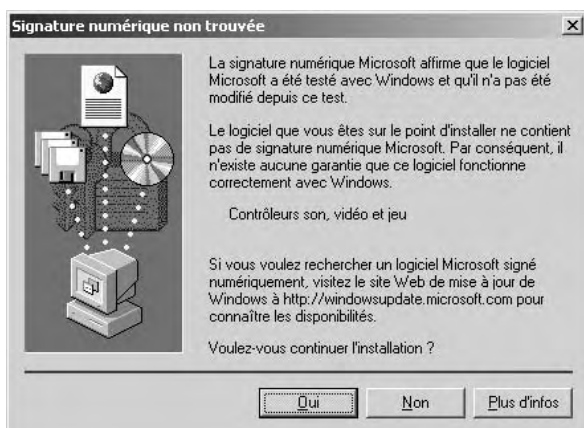 Signature numérique non trouvée
La signature numérique Microsoft affirme que le logiciel
Microsoft a été testé avec Windows et qu'il n'a pas été
modifié depuis ce test.
Le logiciel que vous êtes sur le point d'installer ne contient
pas de signature numérique Microsoft. Par conséquent, il
n'existe aucune garantie que ce logiciel fonctionne
correctement avec Windows.
Contrôleurs son, vidéo et jeu
Si vous voulez rechercher un logiciel Microsoft signé
numériquement, visitez le site Web de mise à jour de
Windows à http://windowsupdate.microsoft.com pour
connaître les disponibilités.
Voulez-vous continuer l'installation ?
Oui
Non
Plus d'infos